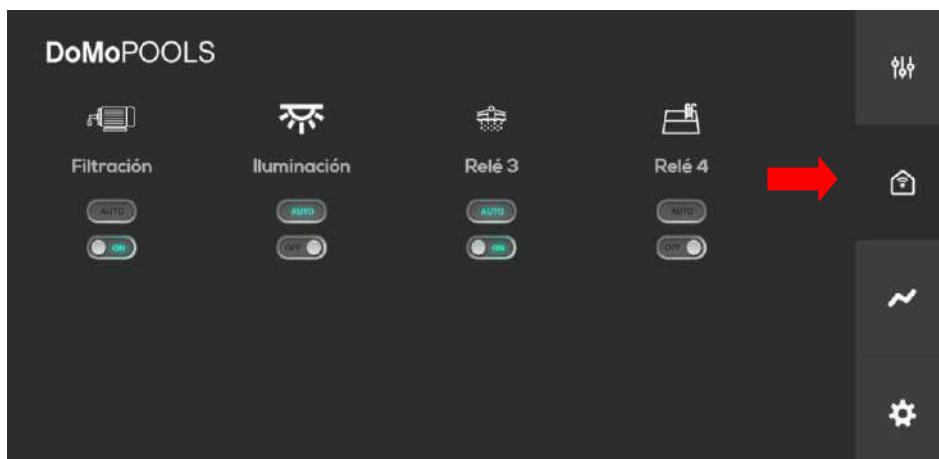 DoMoPOOLS
Filtración Iluminación Relé 3 Relé 4
AUTO AUTO AUTO AUTO
ON OFF ON OFF